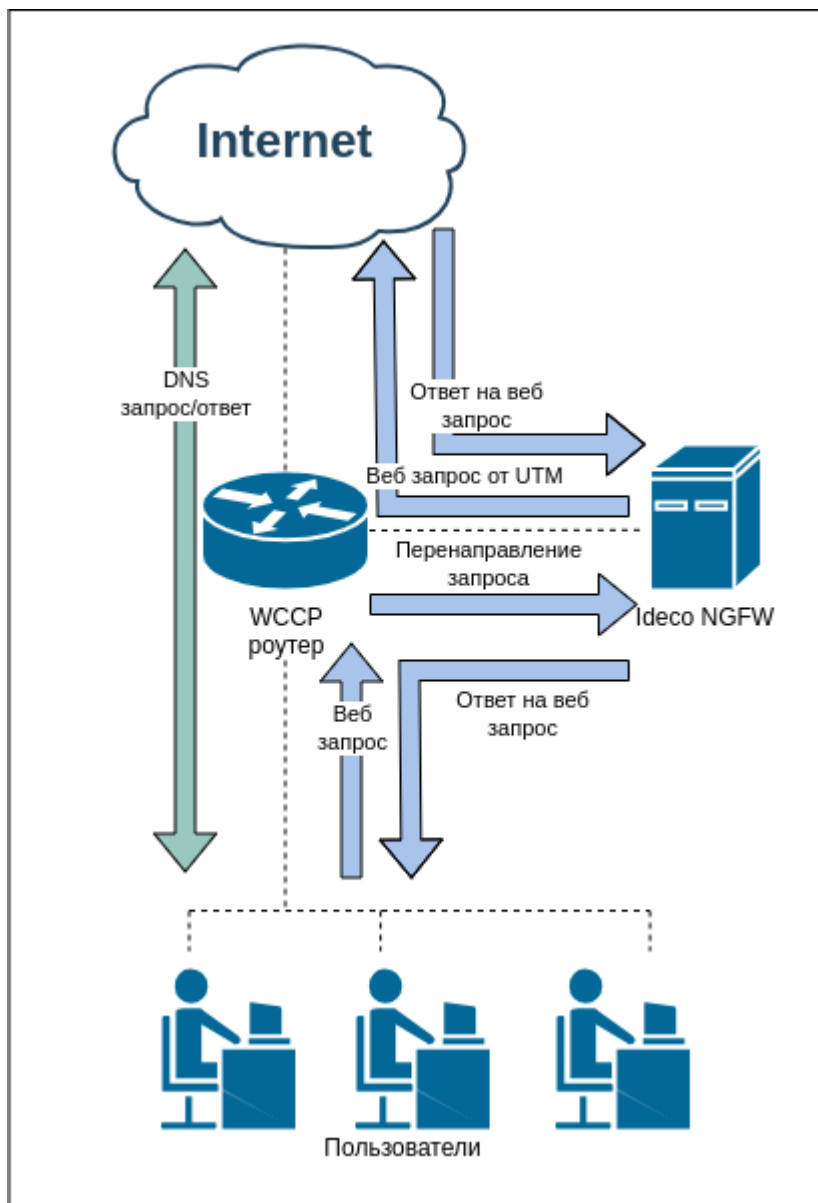 Internet
DNS
запрос/ответ
Ответ на веб
запрос
Веб запрос от UTM
Перенаправление
запроса
WCCP
роутер
Ideco NGFW
Веб
запрос
Ответ на веб
запрос
Пользователи